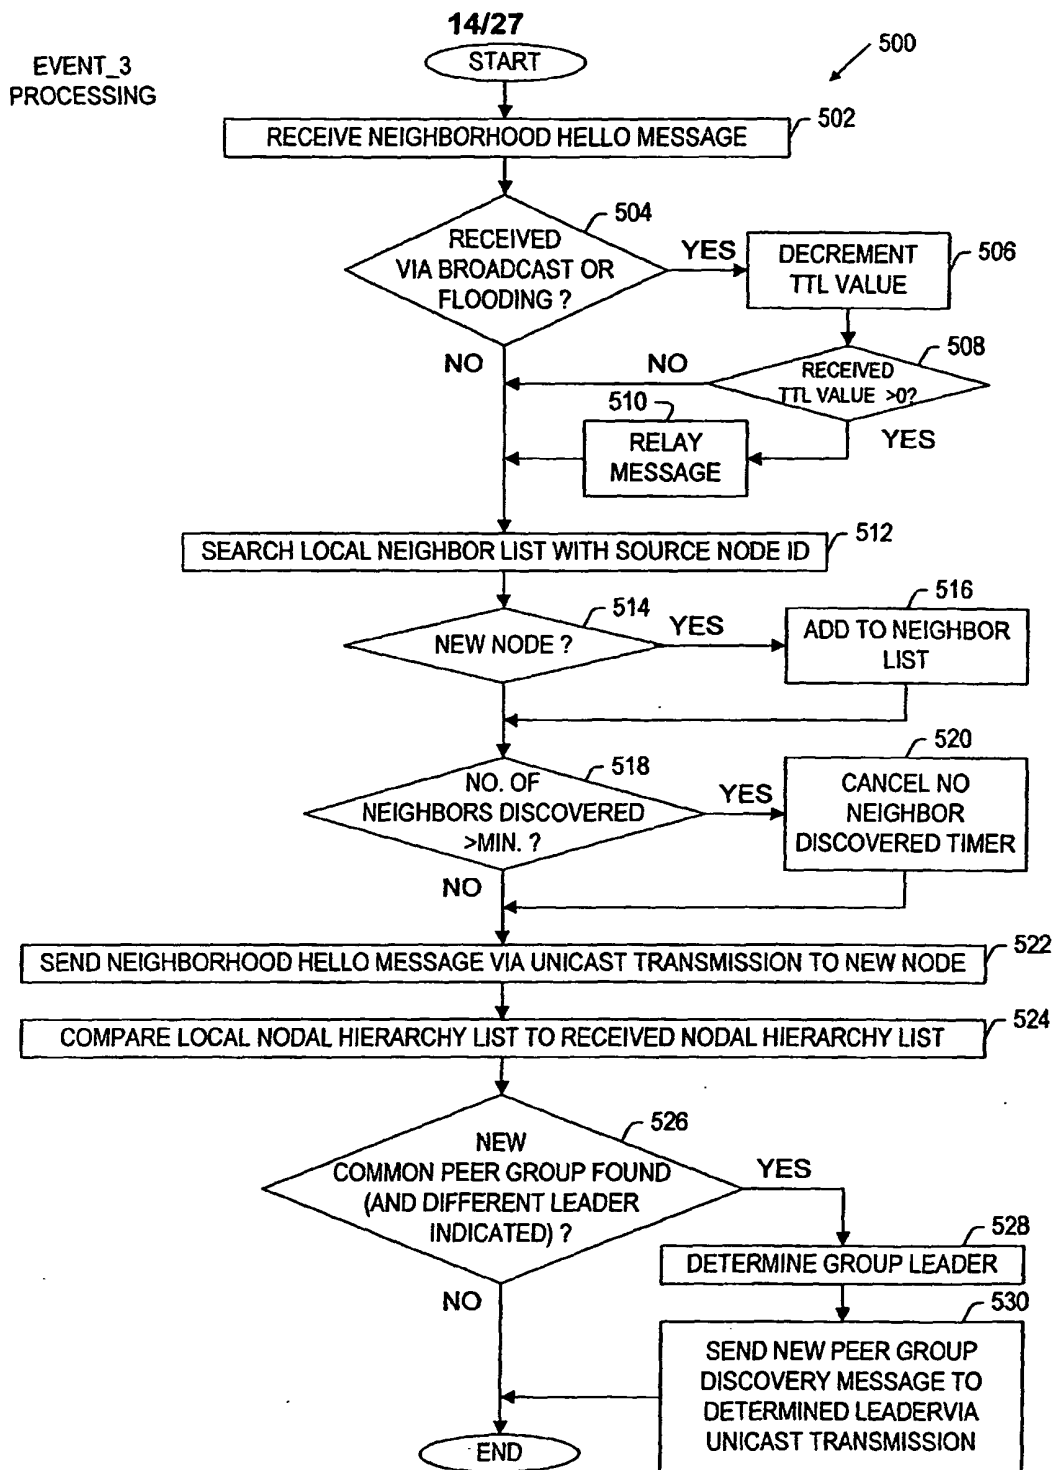 14/27
START
500
EVENT_3
PROCESSING
RECEIVE NEIGHBORHOOD HELLO MESSAGE
502
504
RECEIVED
VIA BROADCAST OR
FLOODING ?
YES
DECREMENT
TTL VALUE
506
NO
NO
508
RECEIVED
TTL VALUE >0?
510
YES
RELAY
MESSAGE
SEARCH LOCAL NEIGHBOR LIST WITH SOURCE NODE ID
512
514
NEW NODE ?
YES
516
ADD TO NEIGHBOR
LIST
518
NO. OF
NEIGHBORS DISCOVERED
>MIN. ?
YES
520
CANCEL NO
NEIGHBOR
DISCOVERED TIMER
NO
SEND NEIGHBORHOOD HELLO MESSAGE VIA UNICAST TRANSMISSION TO NEW NODE
522
COMPARE LOCAL NODAL HIERARCHY LIST TO RECEIVED NODAL HIERARCHY LIST
524
526
NEW
COMMON PEER GROUP FOUND
(AND DIFFERENT LEADER
INDICATED) ?
YES
528
DETERMINE GROUP LEADER
NO
530
SEND NEW PEER GROUP
DISCOVERY MESSAGE TO
DETERMINED LEADERVIA
UNICAST TRANSMISSION
END